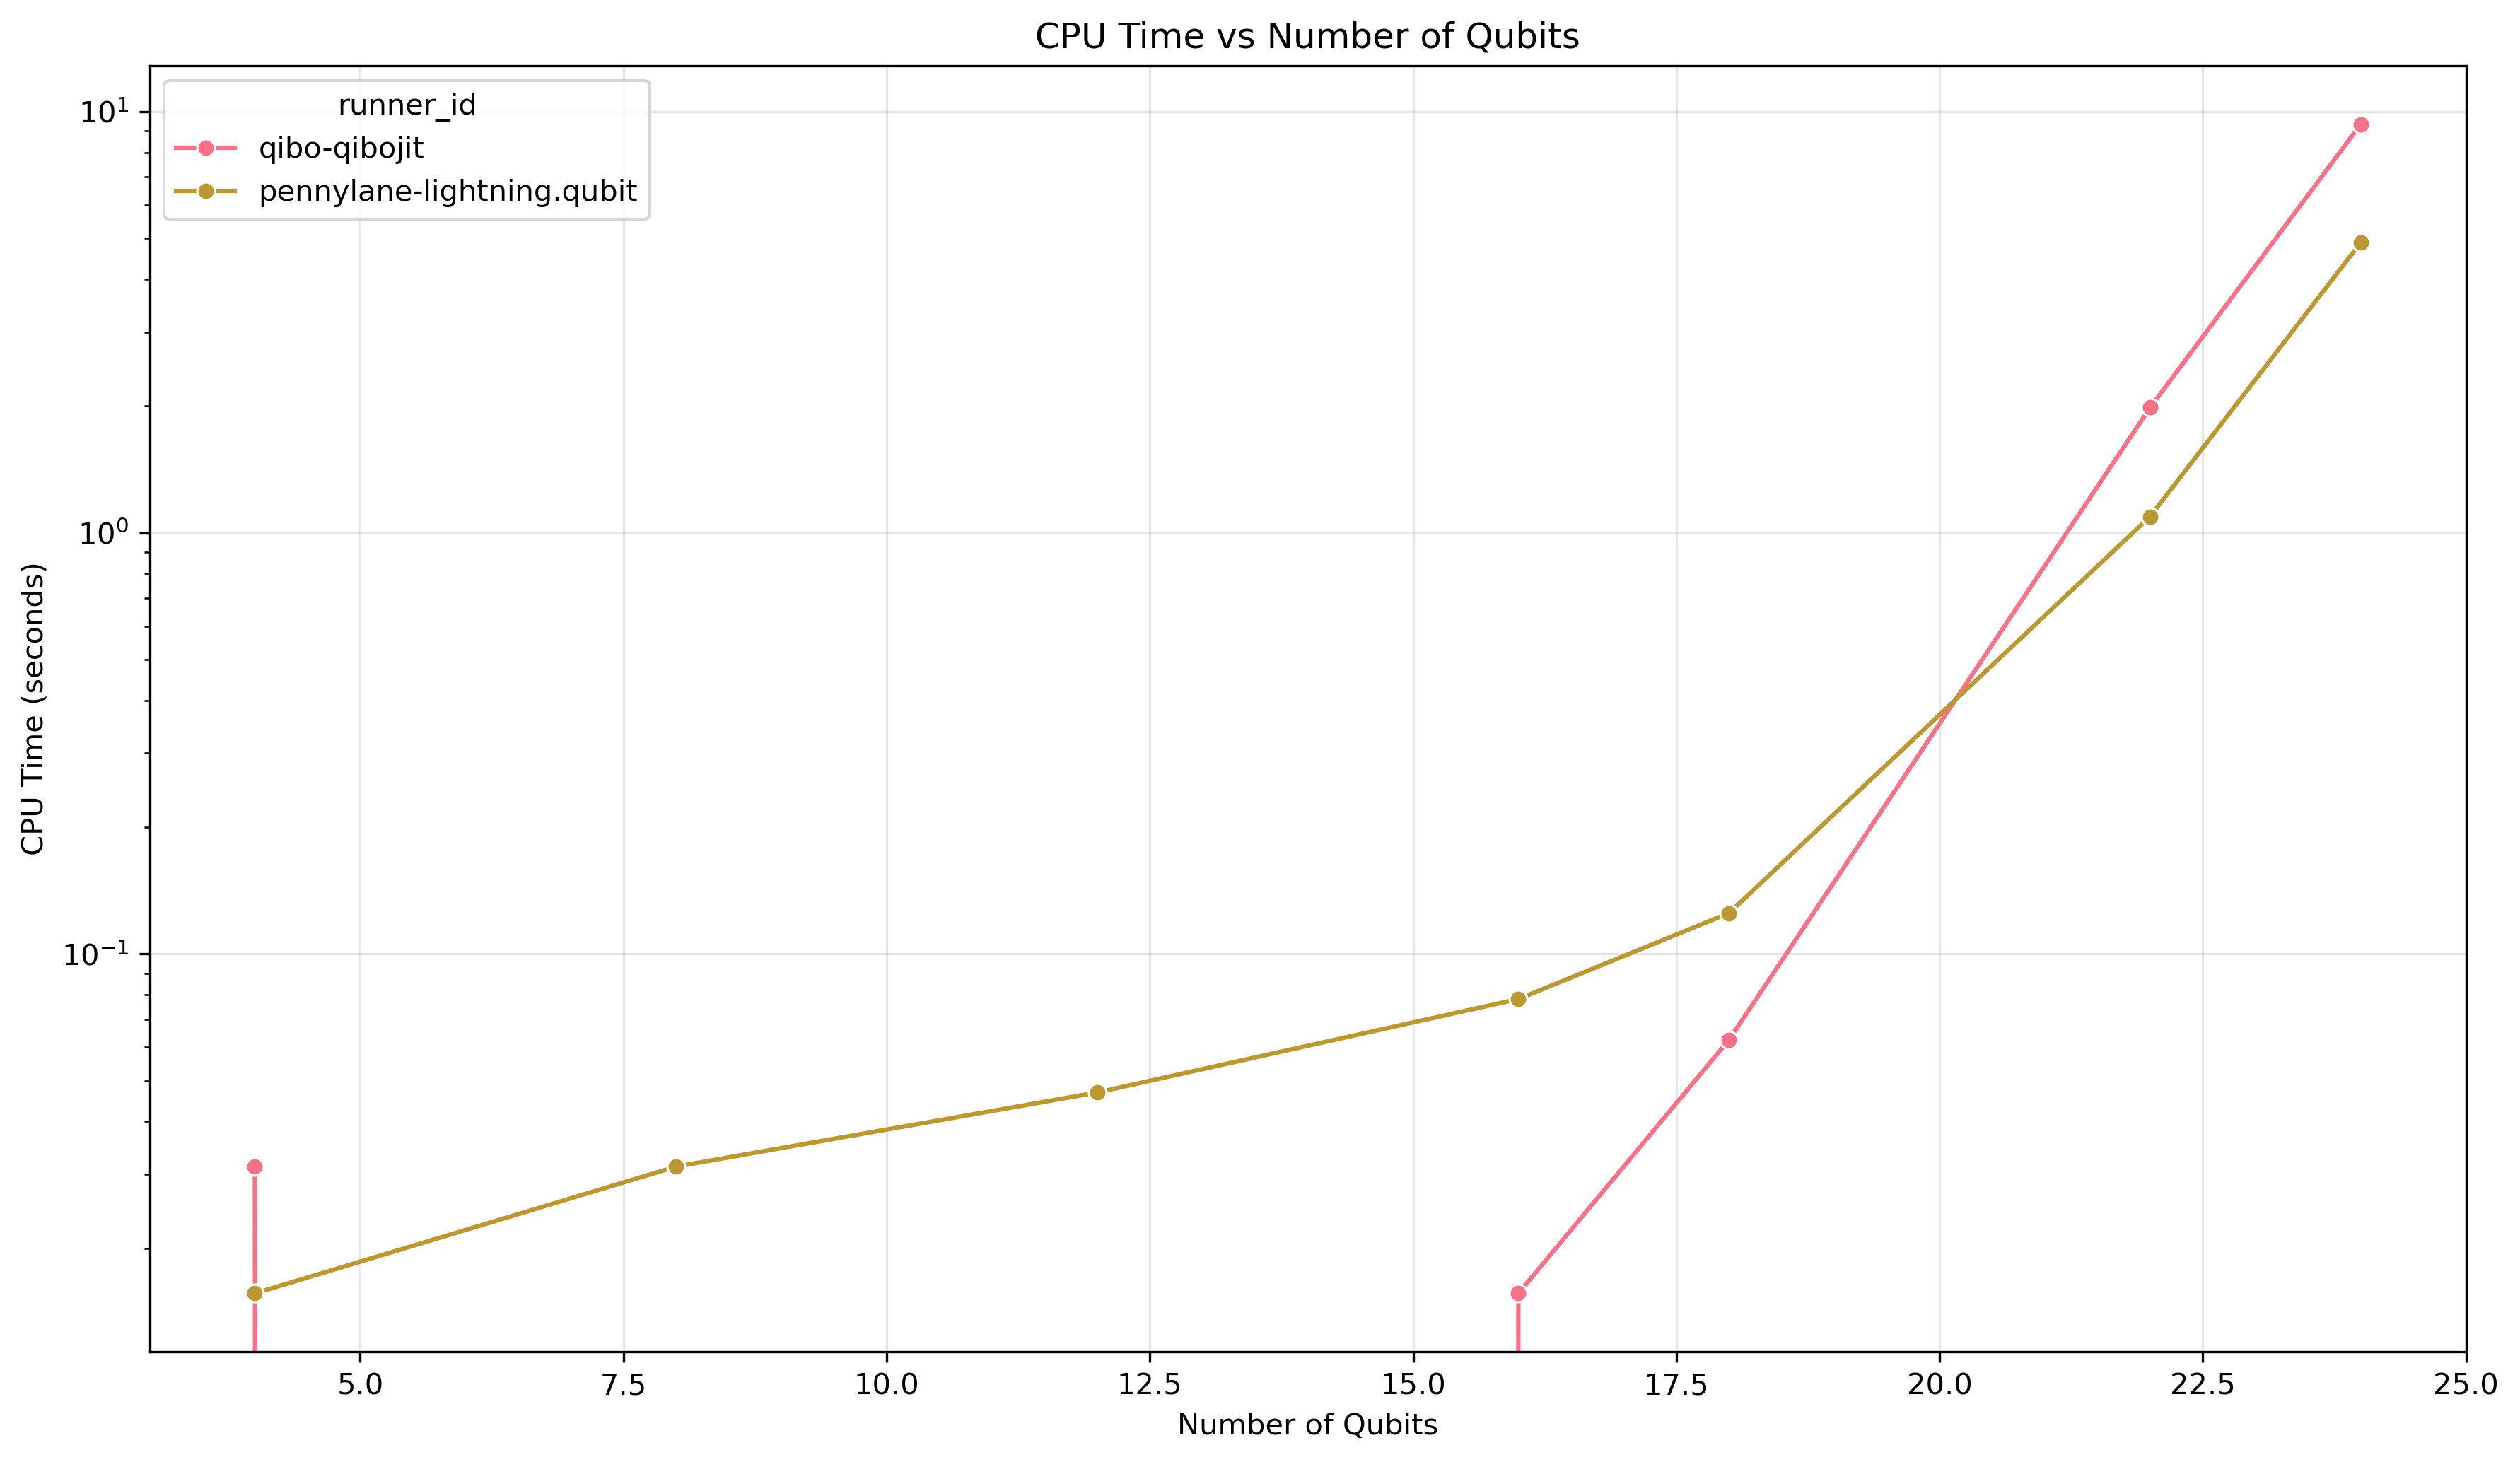 CPU Time vs Number of Qubits
runner_id
qibo-qibojit
pennylane-lightning.qubit
CPU Time (seconds)
10¹
10⁰
10⁻¹
5.0 7.5 10.0 12.5 15.0 17.5 20.0 22.5 25.0
Number of Qubits